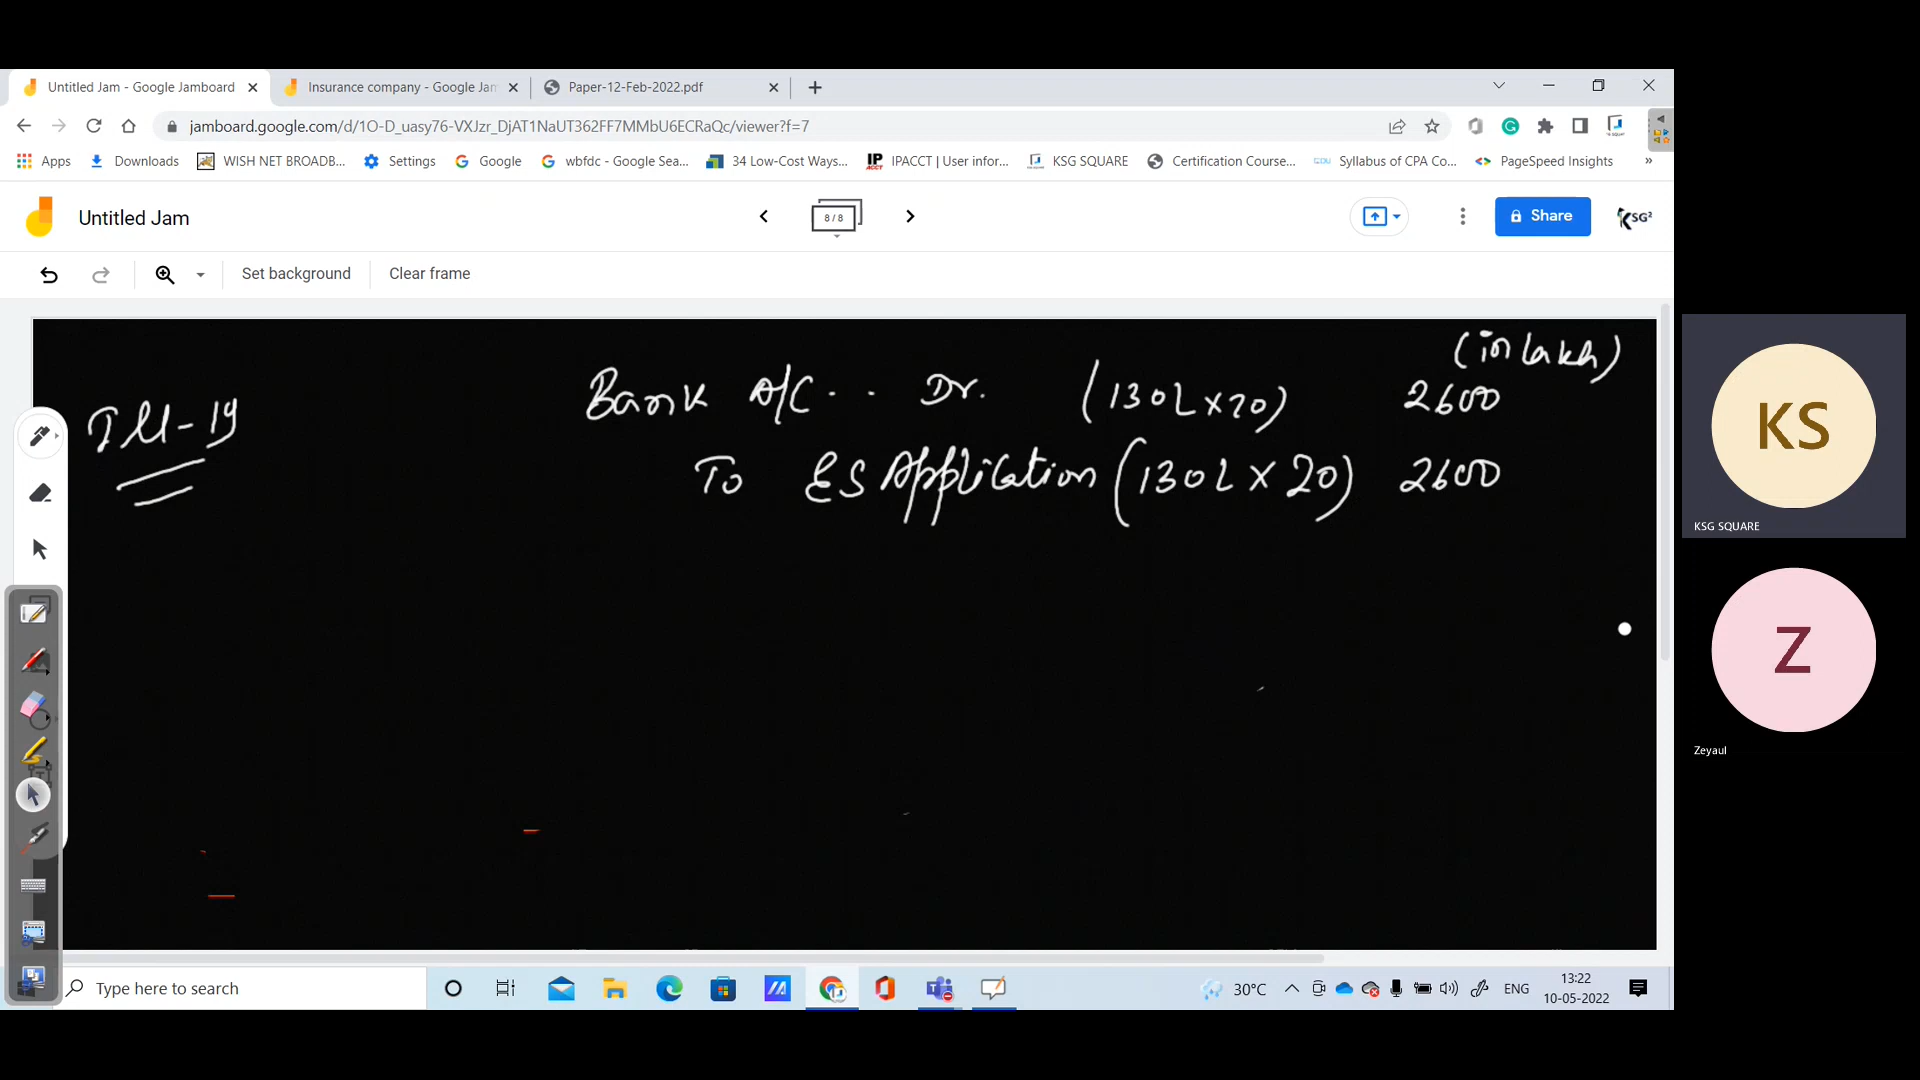 Untitled Jam - Google Jamboard
Insurance company - Google Jam
Paper-12-Feb-2022.pdf
jamboard.google.com/d/1O-D_uasy76-VXJzr_DjAT1NaUT362FF7MMbU6ECRaQc/viewer?f=7
Apps
Downloads
WISH NET BROADB...
Settings
Google
wbfdc - Google Sea...
34 Low-Cost Ways...
IPACCT | User infor...
KSG SQUARE
Certification Course...
Syllabus of CPA Co...
PageSpeed Insights
»
Untitled Jam
8 / 8
Share
KSG²
Set background
Clear frame
(in lakh)
Bank A/C .. Dr. (130L×20) 2600
Ill-19
To ES Application (130L × 20) 2600
KS
KSG SQUARE
Z
Zeyaul
Type here to search
30°C
ENG
13:22
10-05-2022